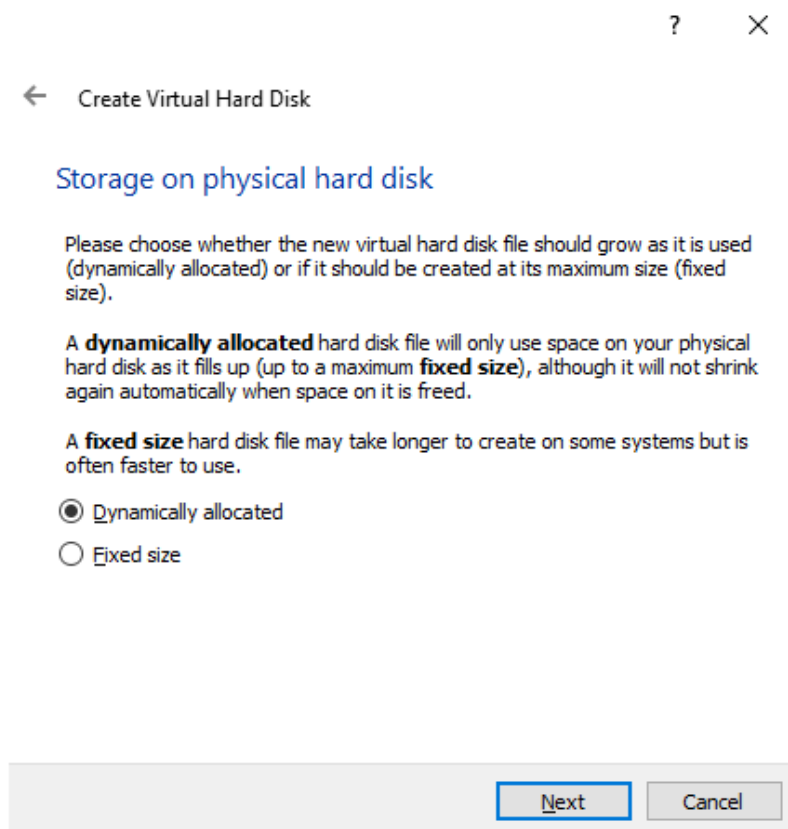 ?
Create Virtual Hard Disk
Storage on physical hard disk
Please choose whether the new virtual hard disk file should grow as it is used
(dynamically allocated) or if it should be created at its maximum size (fixed
size).
A dynamically allocated hard disk file will only use space on your physical
hard disk as it fills up (up to a maximum fixed size), although it will not shrink
again automatically when space on it is freed.
A fixed size hard disk file may take longer to create on some systems but is
often faster to use.
Dynamically allocated
Fixed size
Next Cancel